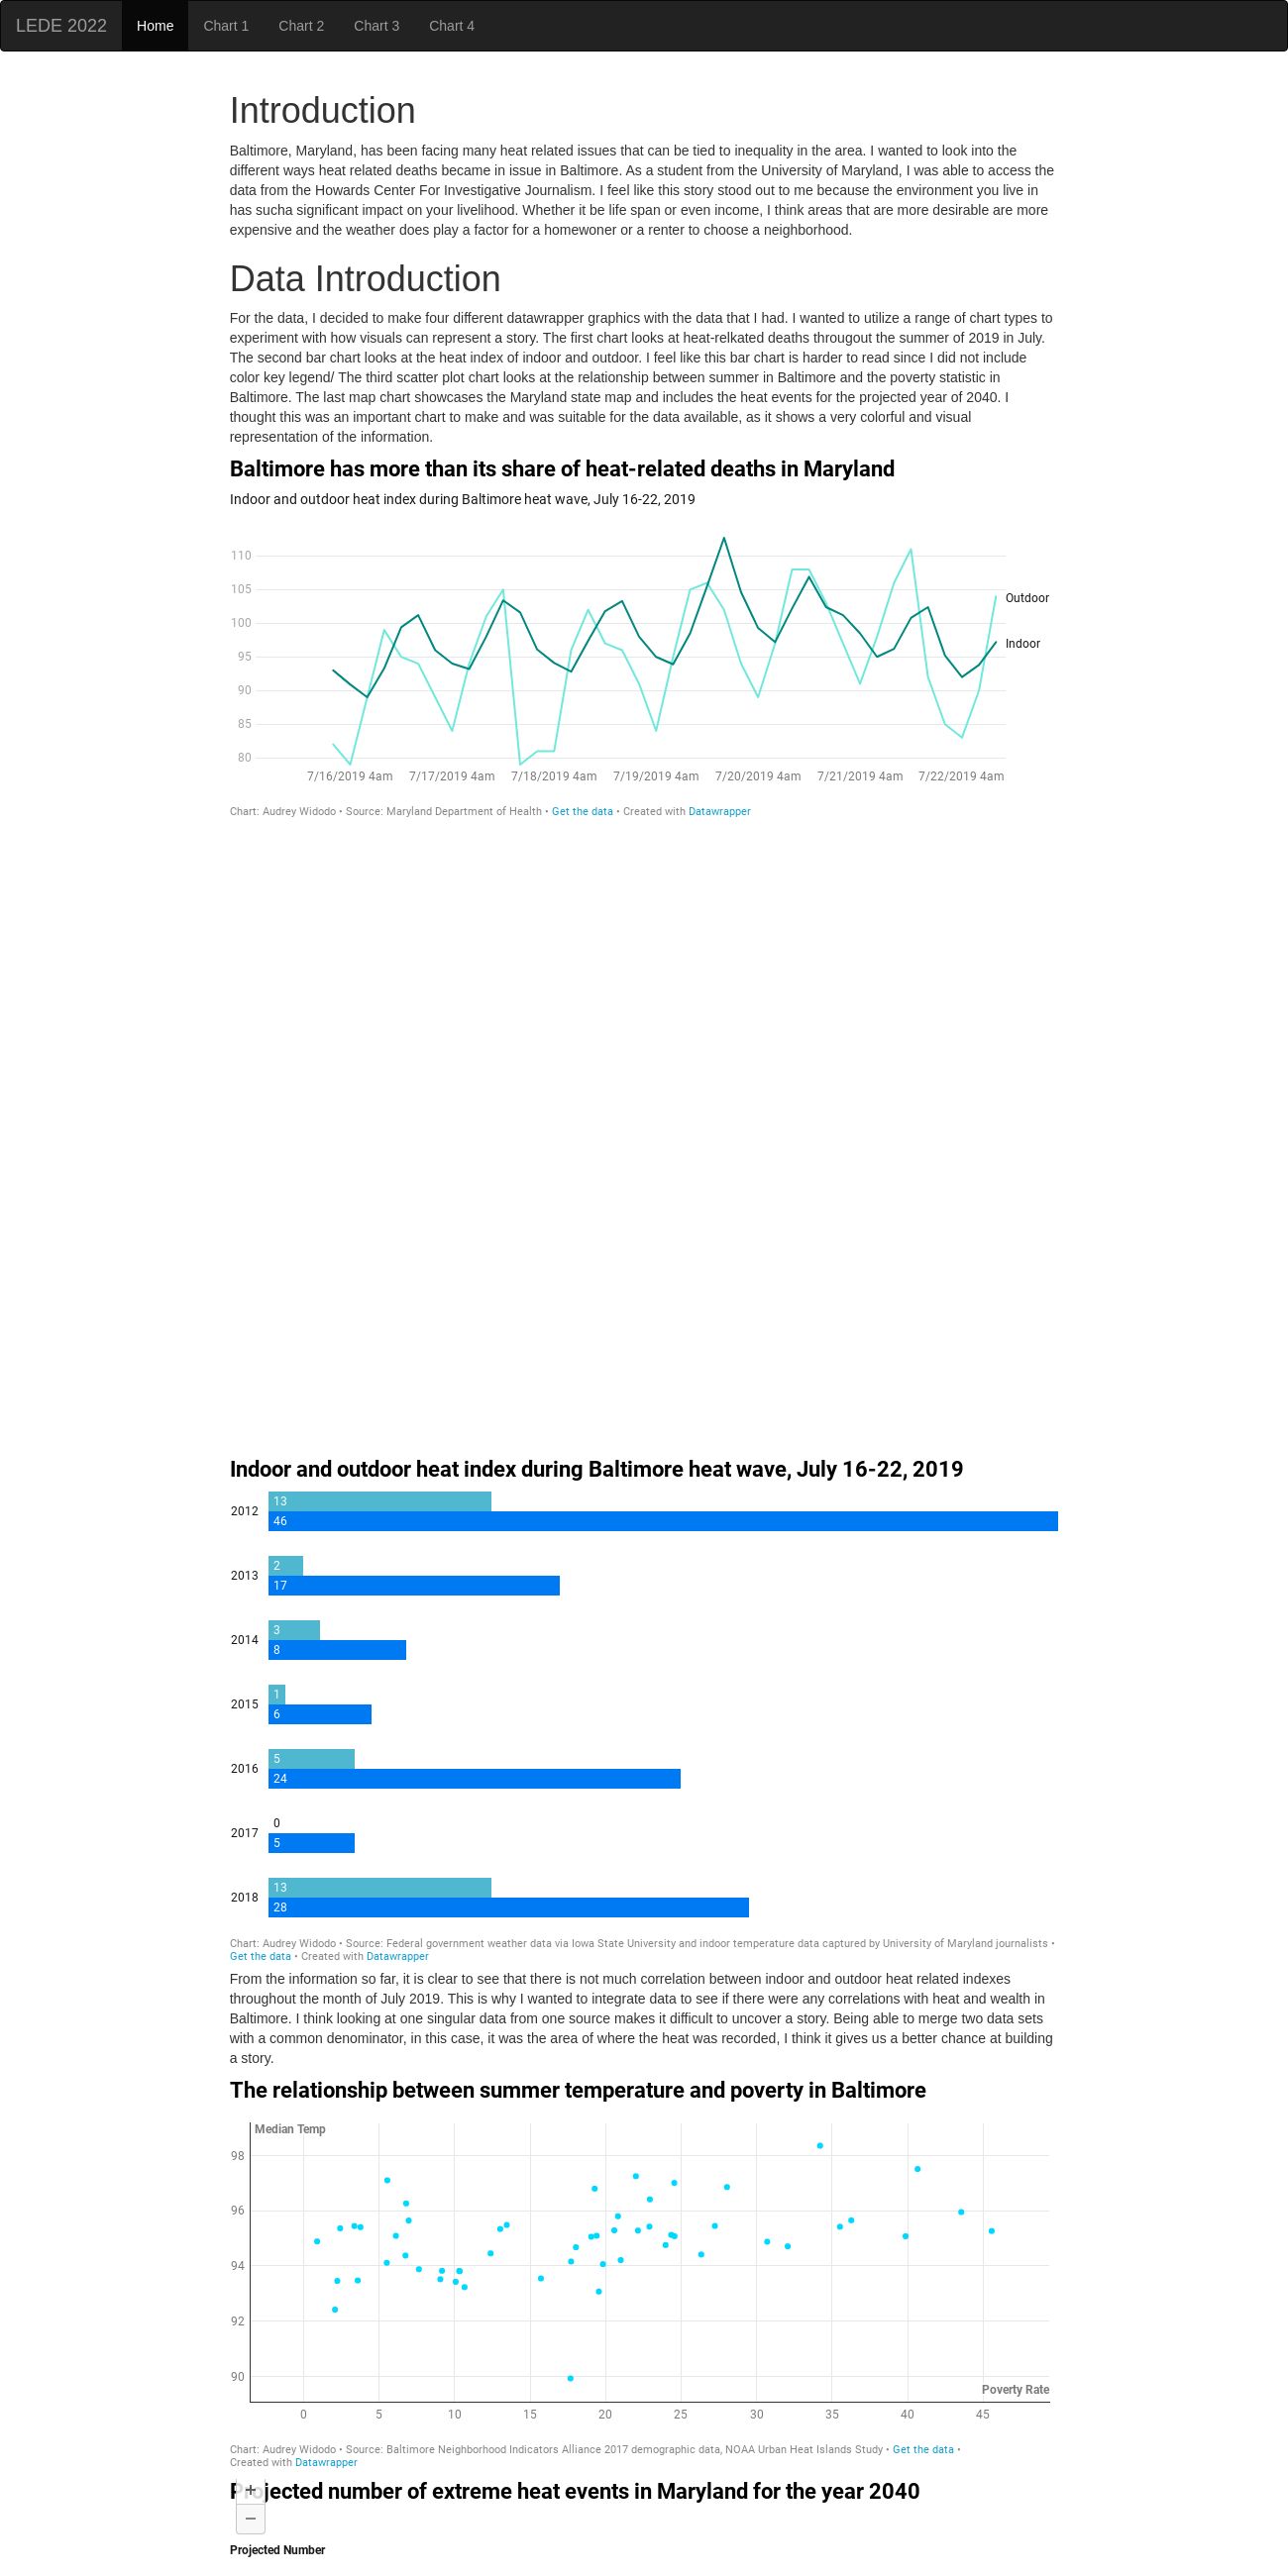 LEDE 2022 Home Chart 1 Chart 2 Chart 3 Chart 4
Introduction
Baltimore, Maryland, has been facing many heat related issues that can be tied to inequality in the area. I wanted to look into the
different ways heat related deaths became in issue in Baltimore. As a student from the University of Maryland, I was able to access the
data from the Howards Center For Investigative Journalism. I feel like this story stood out to me because the environment you live in
has sucha significant impact on your livelihood. Whether it be life span or even income, I think areas that are more desirable are more
expensive and the weather does play a factor for a homewoner or a renter to choose a neighborhood.
Data Introduction
For the data, I decided to make four different datawrapper graphics with the data that I had. I wanted to utilize a range of chart types to
experiment with how visuals can represent a story. The first chart looks at heat-relkated deaths througout the summer of 2019 in July.
The second bar chart looks at the heat index of indoor and outdoor. I feel like this bar chart is harder to read since I did not include
color key legend/ The third scatter plot chart looks at the relationship between summer in Baltimore and the poverty statistic in
Baltimore. The last map chart showcases the Maryland state map and includes the heat events for the projected year of 2040. I
thought this was an important chart to make and was suitable for the data available, as it shows a very colorful and visual
representation of the information.
Baltimore has more than its share of heat-related deaths in Maryland
Indoor and outdoor heat index during Baltimore heat wave, July 16-22, 2019
110
105
Outdoor
100
Indoor
95
90
85
80
7/16/2019 4am 7/17/2019 4am 7/18/2019 4am 7/19/2019 4am 7/20/2019 4am 7/21/2019 4am 7/22/2019 4am
Chart: Audrey Widodo • Source: Maryland Department of Health • Get the data • Created with Datawrapper
Indoor and outdoor heat index during Baltimore heat wave, July 16-22, 2019
2012
13
46
2013
2
17
2014
3
8
2015
1
6
2016
5
24
2017
0
5
2018
13
28
Chart: Audrey Widodo • Source: Federal government weather data via Iowa State University and indoor temperature data captured by University of Maryland journalists •
Get the data • Created with Datawrapper
From the information so far, it is clear to see that there is not much correlation between indoor and outdoor heat related indexes
throughout the month of July 2019. This is why I wanted to integrate data to see if there were any correlations with heat and wealth in
Baltimore. I think looking at one singular data from one source makes it difficult to uncover a story. Being able to merge two data sets
with a common denominator, in this case, it was the area of where the heat was recorded, I think it gives us a better chance at building
a story.
The relationship between summer temperature and poverty in Baltimore
Median Temp
98
96
94
92
90
Poverty Rate
0 5 10 15 20 25 30 35 40 45
Chart: Audrey Widodo • Source: Baltimore Neighborhood Indicators Alliance 2017 demographic data, NOAA Urban Heat Islands Study • Get the data •
Created with Datawrapper
Projected number of extreme heat events in Maryland for the year 2040
+
−
Projected Number